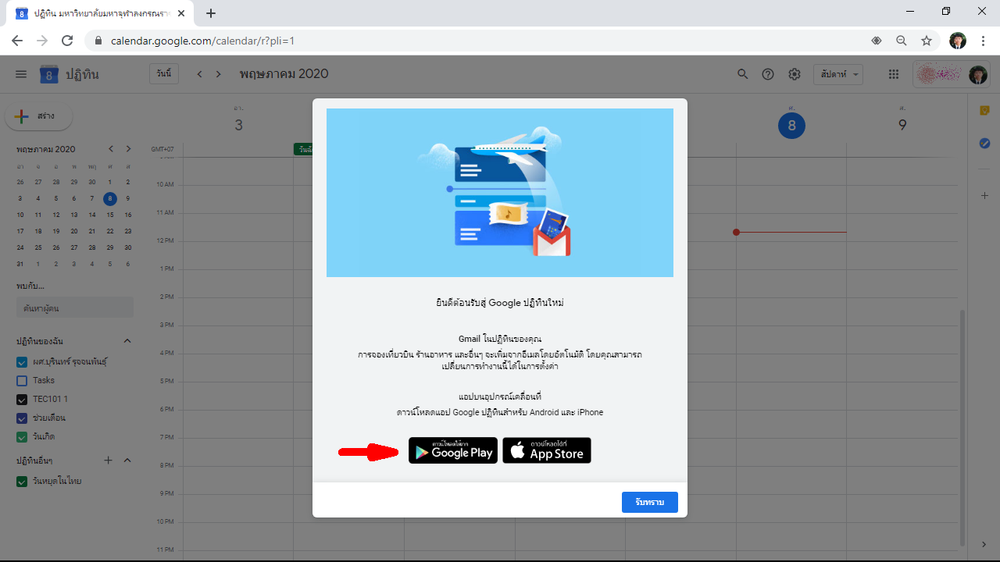 ปฏิทิน มหาวิทยาลัยมหาจุฬาลงกรณรา
calendar.google.com/calendar/r?pli=1
8
ปฏิทิน
วันนี้
พฤษภาคม 2020
สัปดาห์
สร้าง
พฤษภาคม 2020
อา จ อ พ พฤ ศ ส
26 27 28 29 30 1 2
3 4 5 6 7 8 9
10 11 12 13 14 15 16
17 18 19 20 21 22 23
24 25 26 27 28 29 30
31 1 2 3 4 5 6
พบกับ...
ค้นหาผู้คน
ปฏิทินของฉัน
ผศ.บุรินทร์ รุจจนพันธุ์
Tasks
TEC101 1
ช่วยเตือน
วันเกิด
ปฏิทินอื่นๆ
วันหยุดในไทย
อา.
3
ศ.
8
ส.
9
GMT+07
10 AM
11 AM
12 PM
1 PM
2 PM
3 PM
4 PM
5 PM
6 PM
7 PM
8 PM
9 PM
10 PM
11 PM
ยินดีต้อนรับสู่ Google ปฏิทินใหม่
Gmail ในปฏิทินของคุณ
การจองเที่ยวบิน ร้านอาหาร และอื่นๆ จะเพิ่มจากอีเมลโดยอัตโนมัติ โดยคุณสามารถ
เปลี่ยนการทำงานนี้ได้ในการตั้งค่า
แอปบนอุปกรณ์เคลื่อนที่
ดาวน์โหลดแอป Google ปฏิทินสำหรับ Android และ iPhone
ดาวน์โหลดได้จาก
Google Play
ดาวน์โหลดได้ที่
App Store
รับทราบ